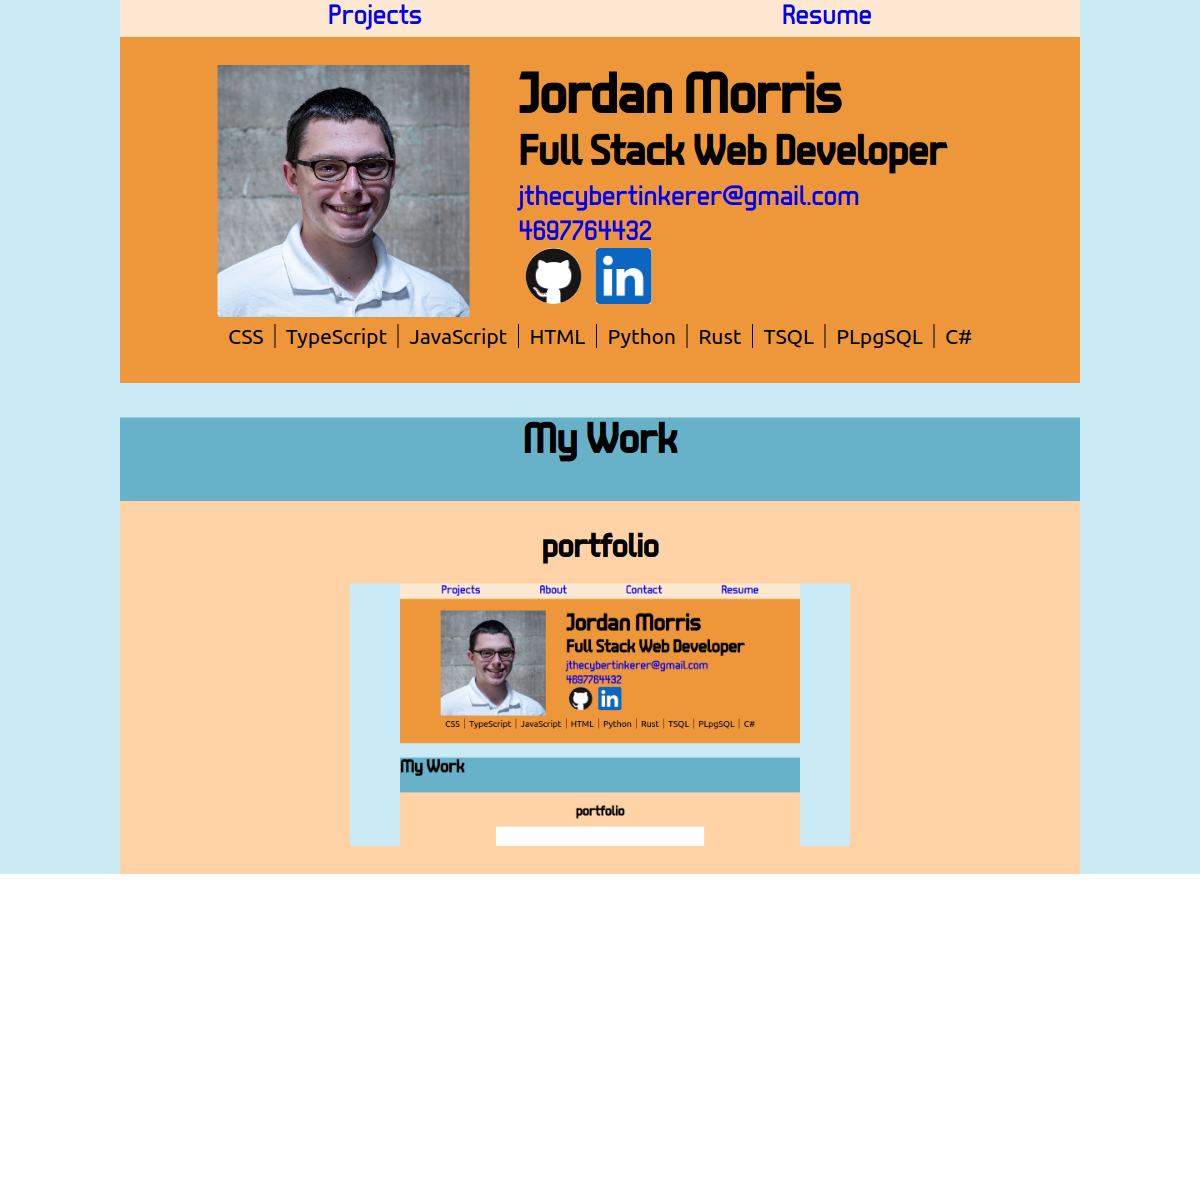 Projects Resume
Jordan Morris
Full Stack Web Developer
jthecybertinkerer@gmail.com
4697764432
in
CSS | TypeScript | JavaScript | HTML | Python | Rust | TSQL | PLpgSQL | C#
My Work
portfolio
Projects About Contact Resume
Jordan Morris
Full Stack Web Developer
jthecybertinkerer@gmail.com
4697764432
in
CSS | TypeScript | JavaScript | HTML | Python | Rust | TSQL | PLpgSQL | C#
My Work
portfolio